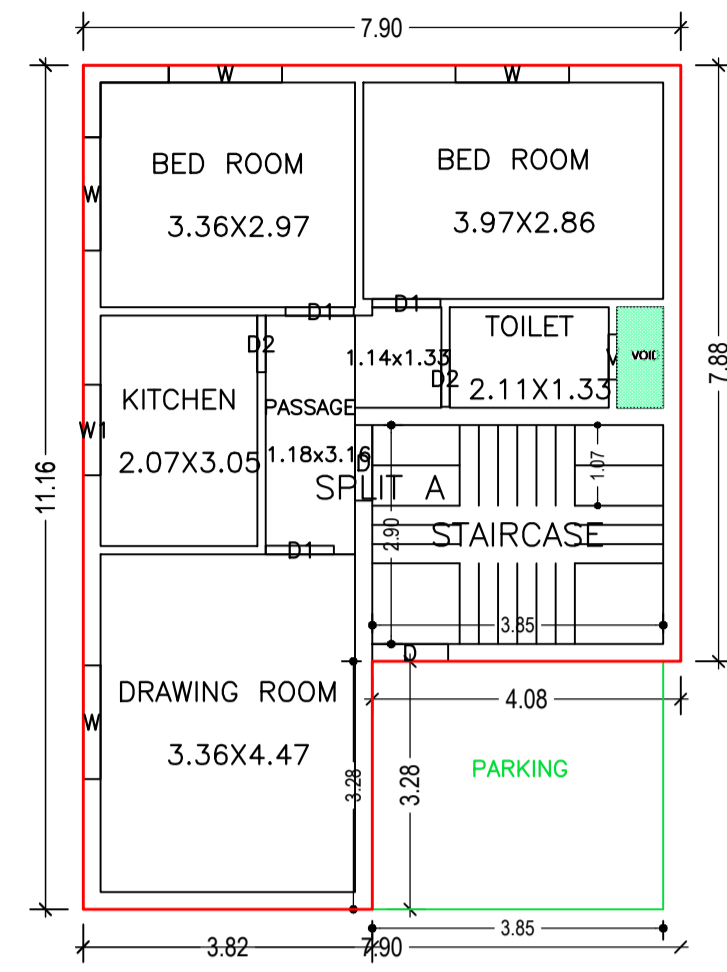 7.90
W
W
BED ROOM
3.36X2.97
BED ROOM
3.97X2.86
W
11.16
7.88
D1
D1
D2
1.14x1.33
D2
TOILET
2.11X1.33
V
VOID
KITCHEN
2.07X3.05
W1
PASSAGE
1.18x3.16
D
SPLIT A
STAIRCASE
2.90
1.07
D1
3.85
D
DRAWING ROOM
3.36X4.47
W
4.08
3.28
3.28
PARKING
3.85
3.82
7.90